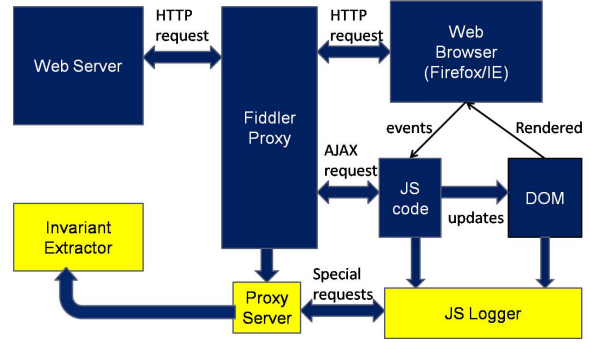 HTTP
request
HTTP
request
Web
Browser
(Firefox/IE)
Web Server
Fiddler
Proxy
events
Rendered
AJAX
request
JS
code
updates
DOM
Invariant
Extractor
Special
requests
Proxy
Server
JS Logger